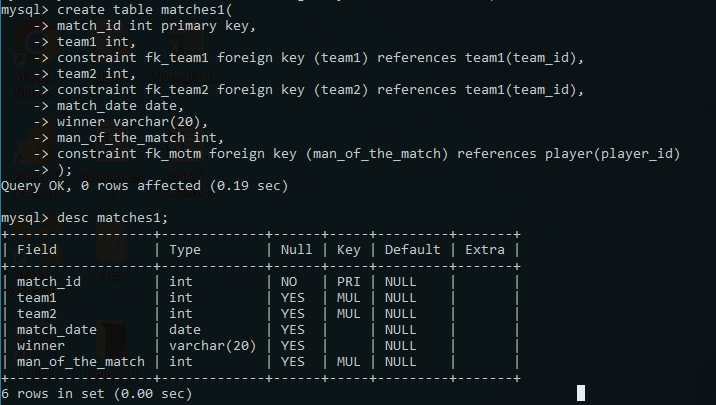 mysql> create table matches1(
    -> match_id int primary key,
    -> team1 int,
    -> constraint fk_team1 foreign key (team1) references team1(team_id),
    -> team2 int,
    -> constraint fk_team2 foreign key (team2) references team1(team_id),
    -> match_date date,
    -> winner varchar(20),
    -> man_of_the_match int,
    -> constraint fk_motm foreign key (man_of_the_match) references player(player_id)
    -> );
Query OK, 0 rows affected (0.19 sec)
mysql> desc matches1;
+------------------+-------------+------+-----+---------+-------+
| Field            | Type        | Null | Key | Default | Extra |
+------------------+-------------+------+-----+---------+-------+
| match_id         | int         | NO   | PRI | NULL    |       |
| team1            | int         | YES  | MUL | NULL    |       |
| team2            | int         | YES  | MUL | NULL    |       |
| match_date       | date        | YES  |     | NULL    |       |
| winner           | varchar(20) | YES  |     | NULL    |       |
| man_of_the_match | int         | YES  | MUL | NULL    |       |
+------------------+-------------+------+-----+---------+-------+
6 rows in set (0.00 sec)